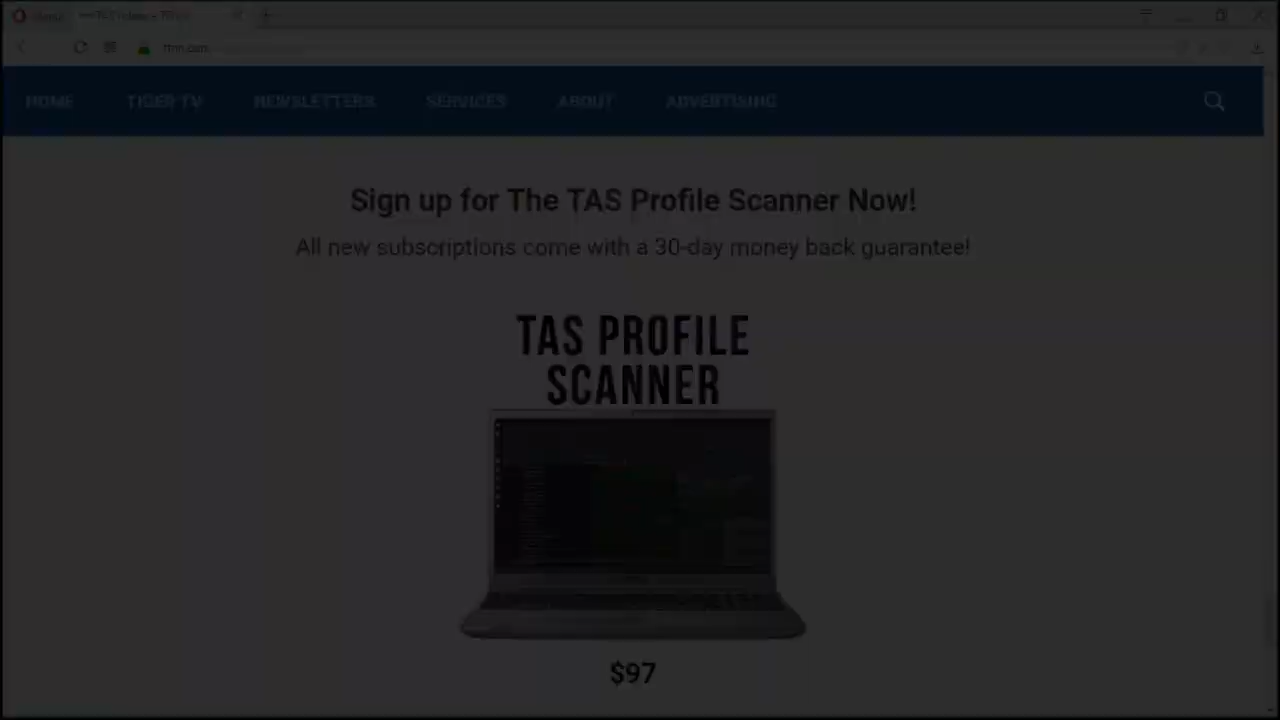 HOME TIGER TV NEWSLETTERS SERVICES ABOUT ADVERTISING
Sign up for The TAS Profile Scanner Now!
All new subscriptions come with a 30-day money back guarantee!
TAS PROFILE
SCANNER
$97